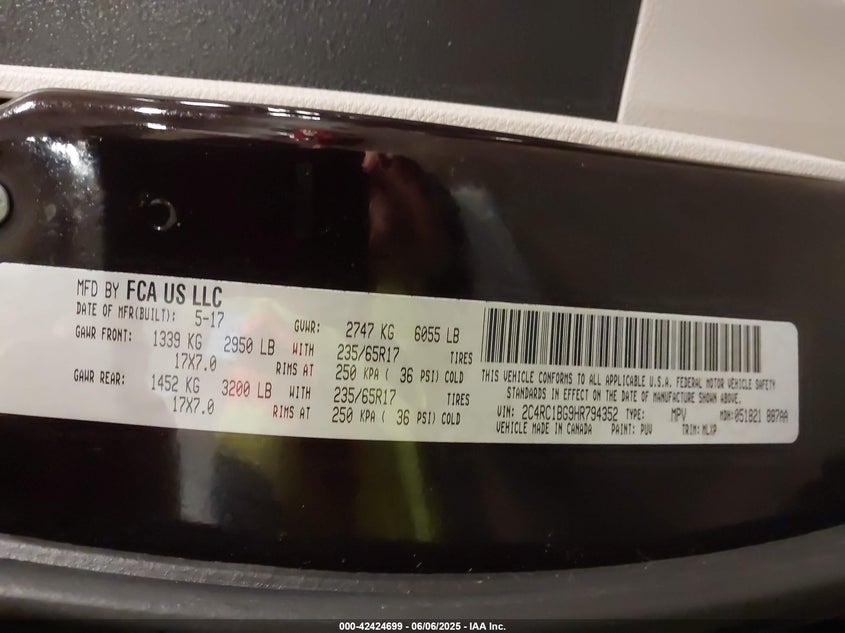 MFD BY FCA US LLC
DATE OF MFR(BUILT): 5-17 GVWR: 2747 KG 6055 LB
GAWR FRONT: 1339 KG 2950 LB WITH 235/65R17 TIRES
17X7.0 RIMS AT 250 KPA ( 36 PSI) COLD
GAWR REAR: 1452 KG 3200 LB WITH 235/65R17 TIRES
17X7.0 RIMS AT 250 KPA ( 36 PSI) COLD
THIS VEHICLE CONFORMS TO ALL APPLICABLE U.S.A. FEDERAL MOTOR VEHICLE SAFETY
STANDARDS IN EFFECT ON THE DATE OF MANUFACTURE SHOWN ABOVE.
VIN: 2C4RC1BG9HR794352 TYPE: MPV MDH: 051821 887AA
VEHICLE MADE IN CANADA PAINT: PUV TRIM: MLXP
000-42424699 - 06/06/2025 - IAA Inc.